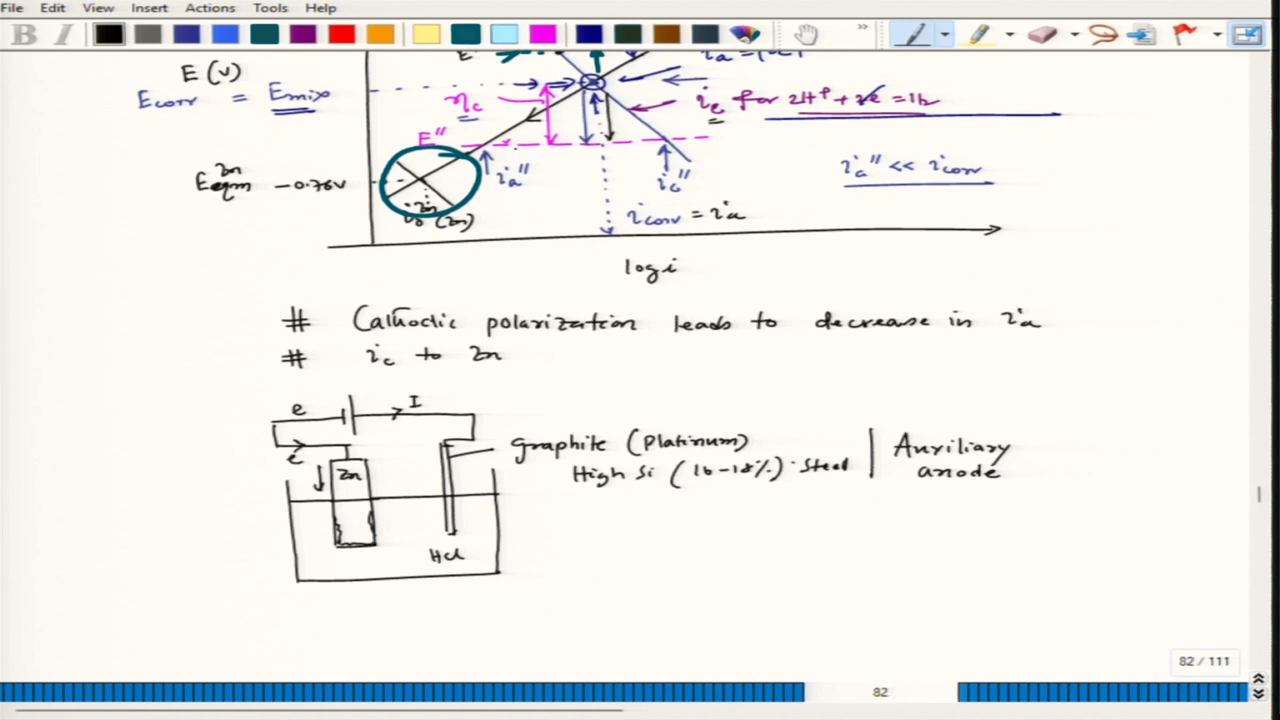 File Edit View Insert Actions Tools Help
B I
E (V)
Ecorr = Emix
ηc
ic for 2H⁺ + 2e = H2
E"
Zn
Eeqm -0.76V
ia"
ic"
ia" << icorr
i0 (Zn)
icorr = ia
log i
# Cathodic polarization leads to decrease in ia
# ic to Zn
e
I
e
Zn
graphite (Platinum)
High Si (16-18%) Steel
Auxiliary
anode
HCl
82 / 111
82